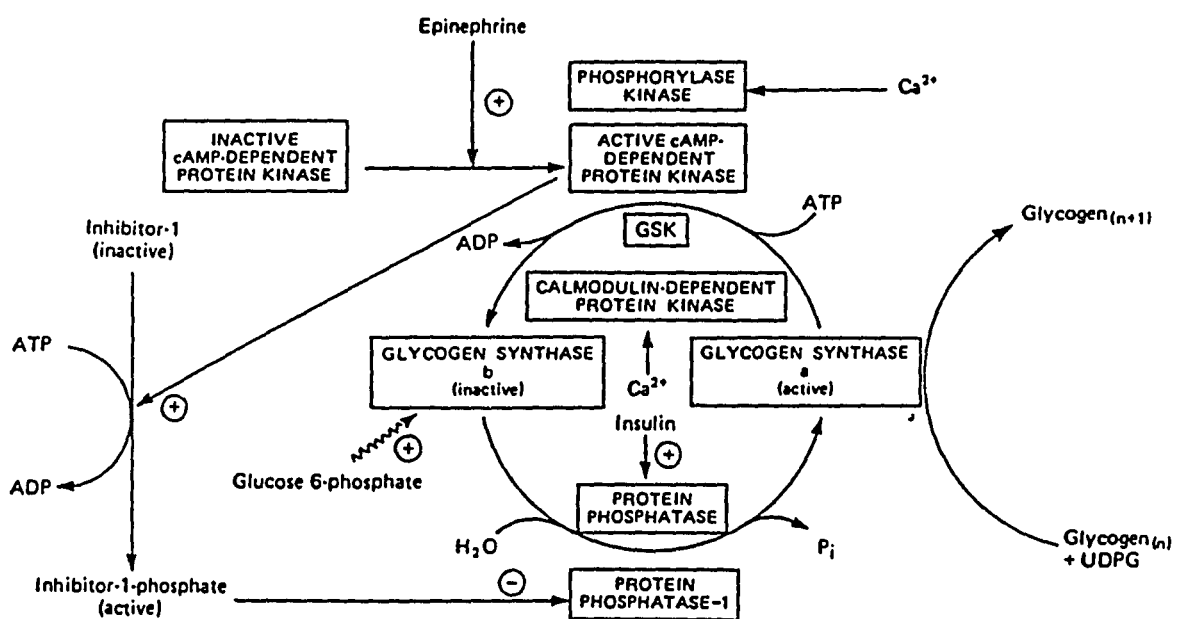 Epinephrine
PHOSPHORYLASE
KINASE
Ca2+
+
INACTIVE
cAMP-DEPENDENT
PROTEIN KINASE
ACTIVE cAMP-
DEPENDENT
PROTEIN KINASE
Inhibitor-1
(inactive)
ADP
GSK
ATP
Glycogen(n+1)
CALMODULIN-DEPENDENT
PROTEIN KINASE
ATP
GLYCOGEN SYNTHASE
b
(inactive)
Ca2+
GLYCOGEN SYNTHASE
a
(active)
+
Insulin
+
+
Glucose 6-phosphate
ADP
PROTEIN
PHOSPHATASE
H2O
Pi
Glycogen(n)
+ UDPG
Inhibitor-1-phosphate
(active)
−
PROTEIN
PHOSPHATASE-1